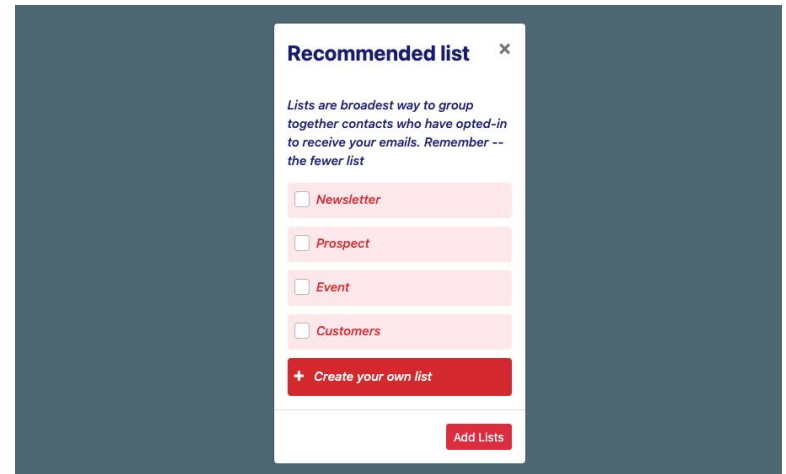 Recommended list ×
Lists are broadest way to group
together contacts who have opted-in
to receive your emails. Remember --
the fewer list
Newsletter
Prospect
Event
Customers
+ Create your own list
Add Lists